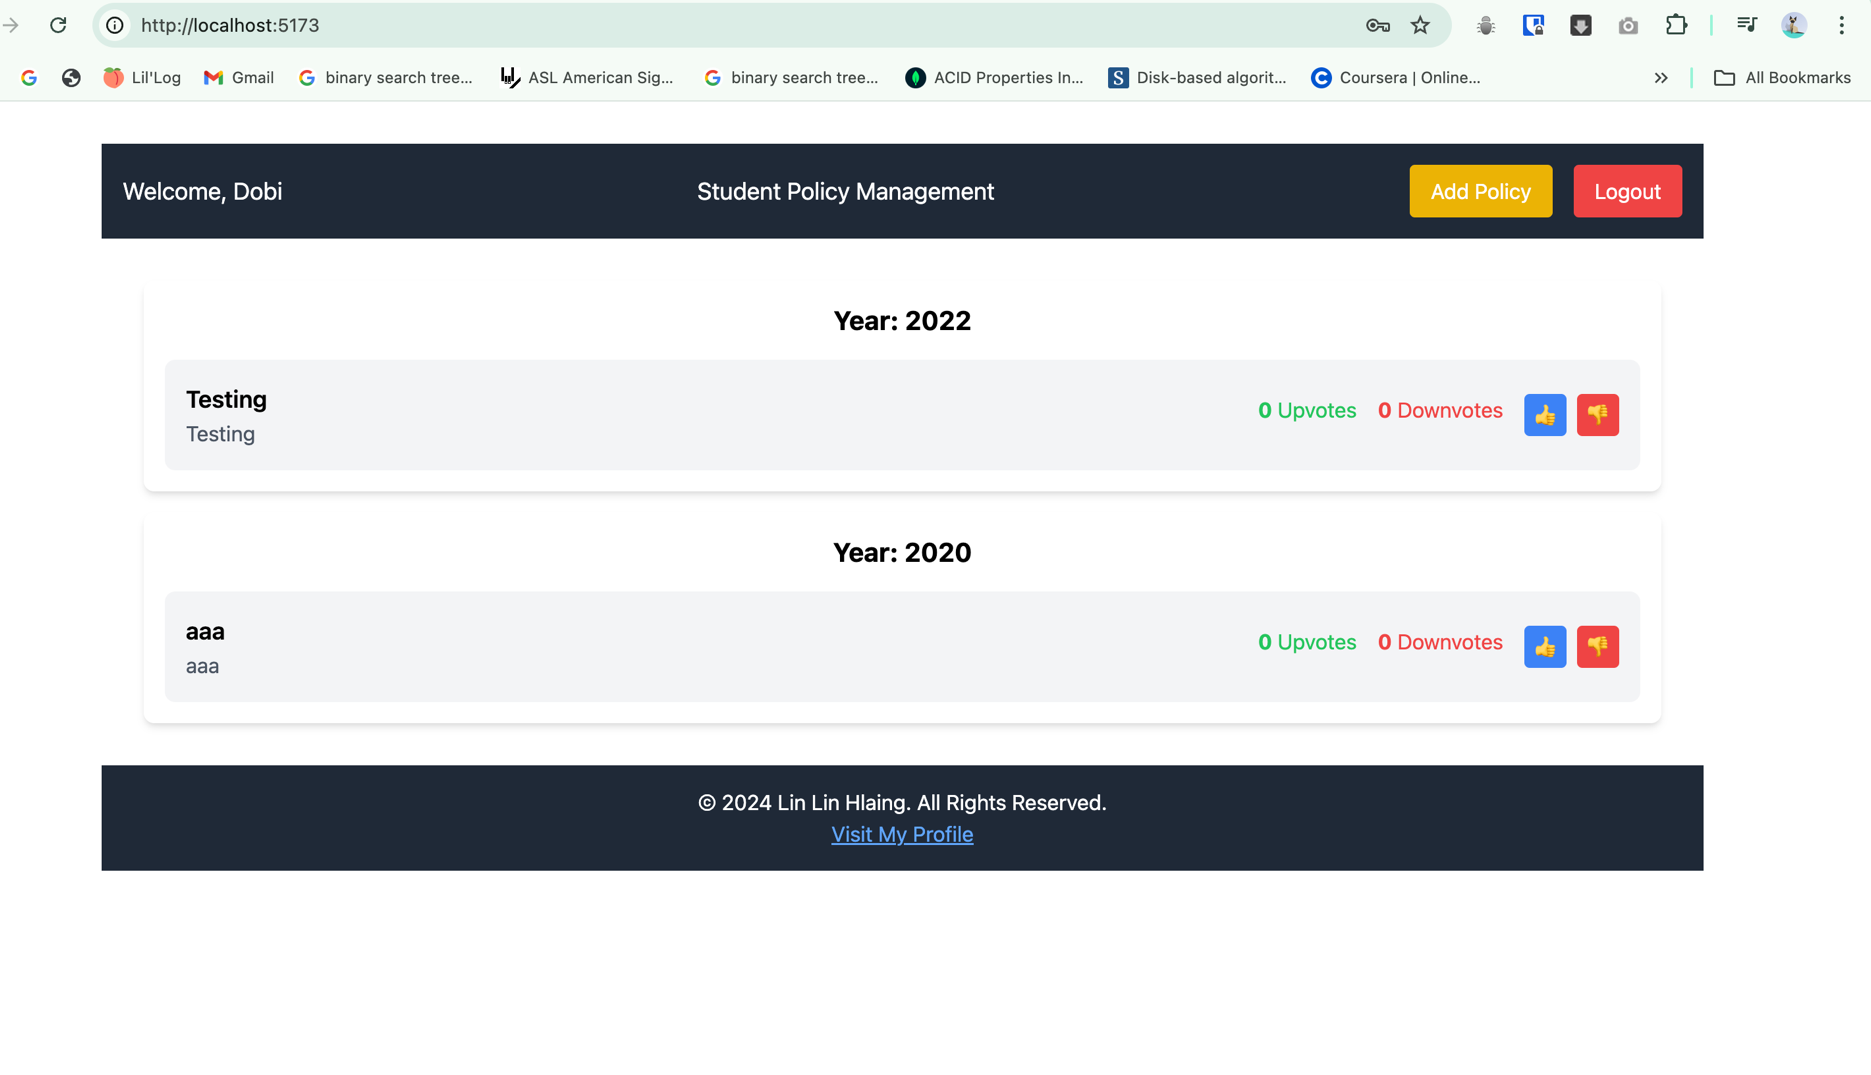 http://localhost:5173
Lil'Log Gmail binary search tree... ASL American Sig... binary search tree... ACID Properties In... Disk-based algorit... Coursera | Online... All Bookmarks
Welcome, Dobi Student Policy Management Add Policy Logout
Year: 2022
Testing
0 Upvotes 0 Downvotes
Testing
Year: 2020
aaa
0 Upvotes 0 Downvotes
aaa
© 2024 Lin Lin Hlaing. All Rights Reserved.
Visit My Profile